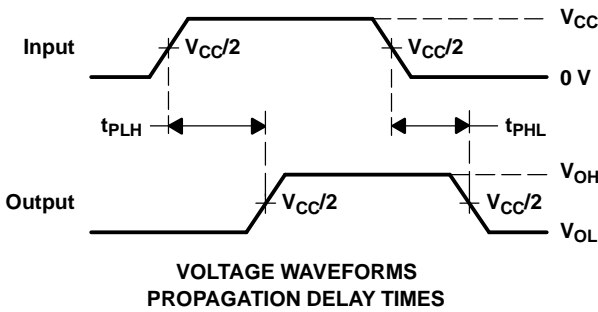 V_CC
Input
V_CC/2
V_CC/2
0 V
t_PLH
t_PHL
V_OH
Output
V_CC/2
V_CC/2
V_OL
VOLTAGE WAVEFORMS
PROPAGATION DELAY TIMES